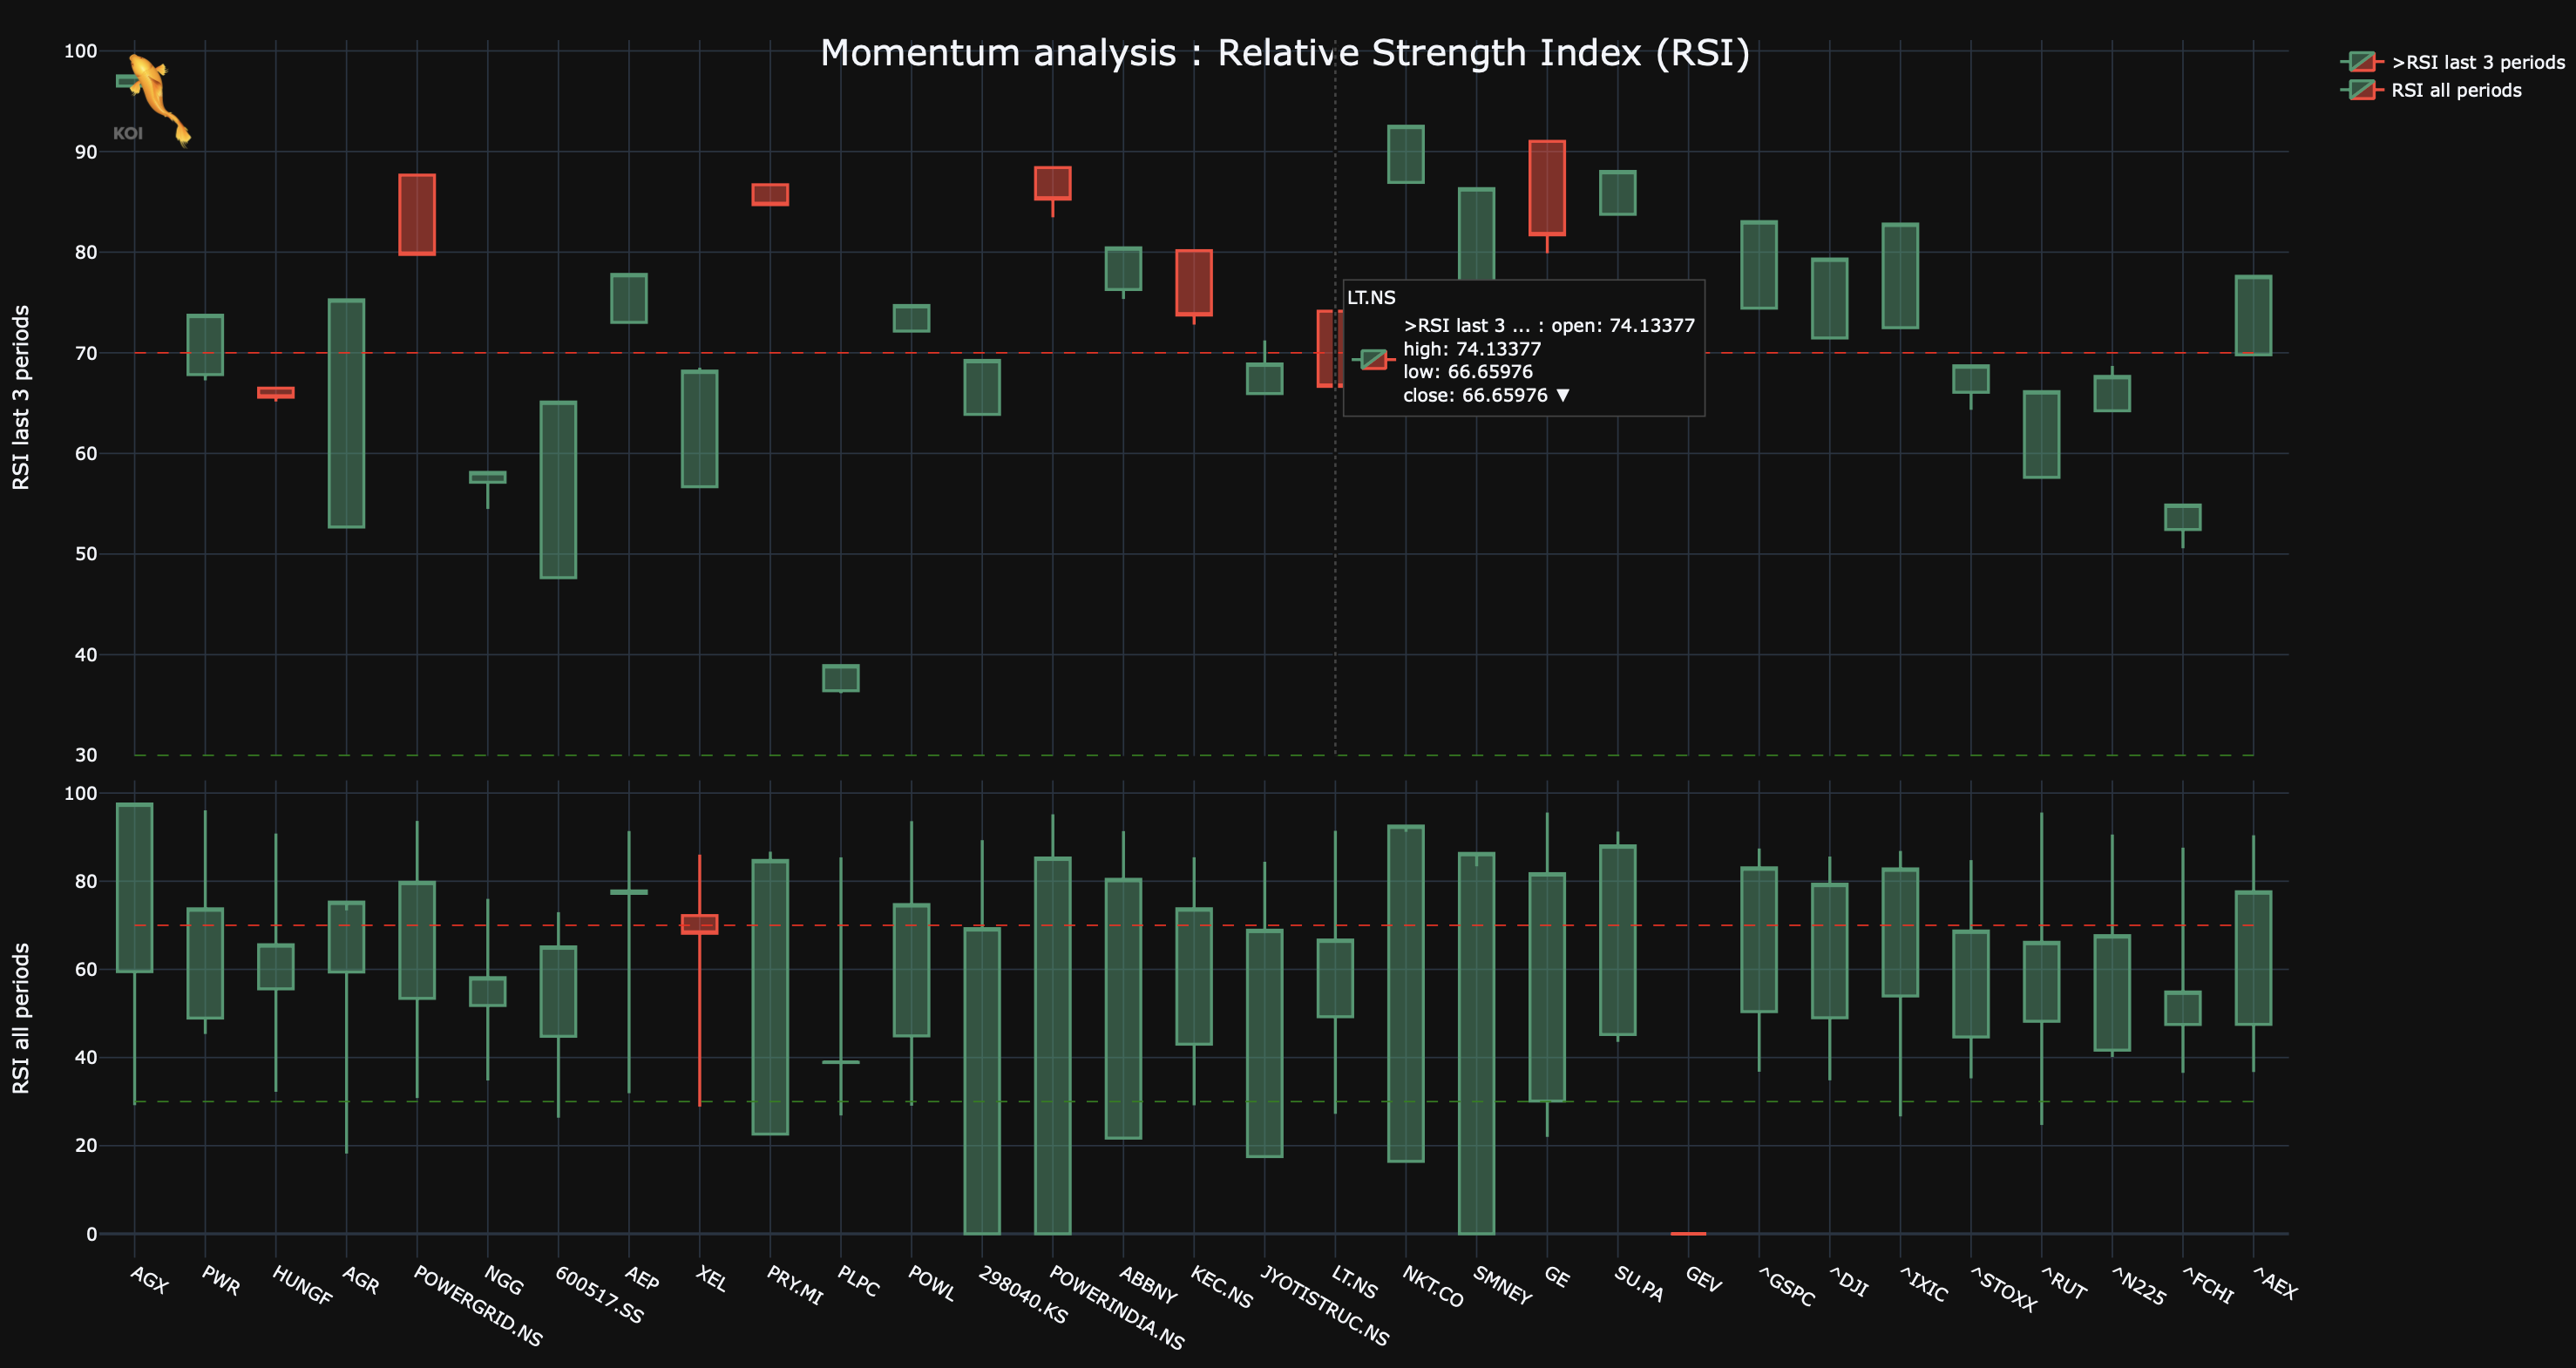 Momentum analysis : Relative Strength Index (RSI)
>RSI last 3 periods
RSI all periods
KOI
RSI last 3 periods
100
90
80
70
60
50
40
30
LT.NS
>RSI last 3 ... : open: 74.13377
high: 74.13377
low: 66.65976
close: 66.65976 ▼
RSI all periods
100
80
60
40
20
0
AGX
PWR
HUNGF
AGR
POWERGRID.NS
NGG
600517.SS
AEP
XEL
PRY.MI
PLPC
POWL
298040.KS
POWERINDIA.NS
ABBNY
KEC.NS
JYOTISTRUC.NS
LT.NS
NKT.CO
SMNEY
GE
SU.PA
GEV
^GSPC
^DJI
^IXIC
^STOXX
^RUT
^N225
^FCHI
^AEX